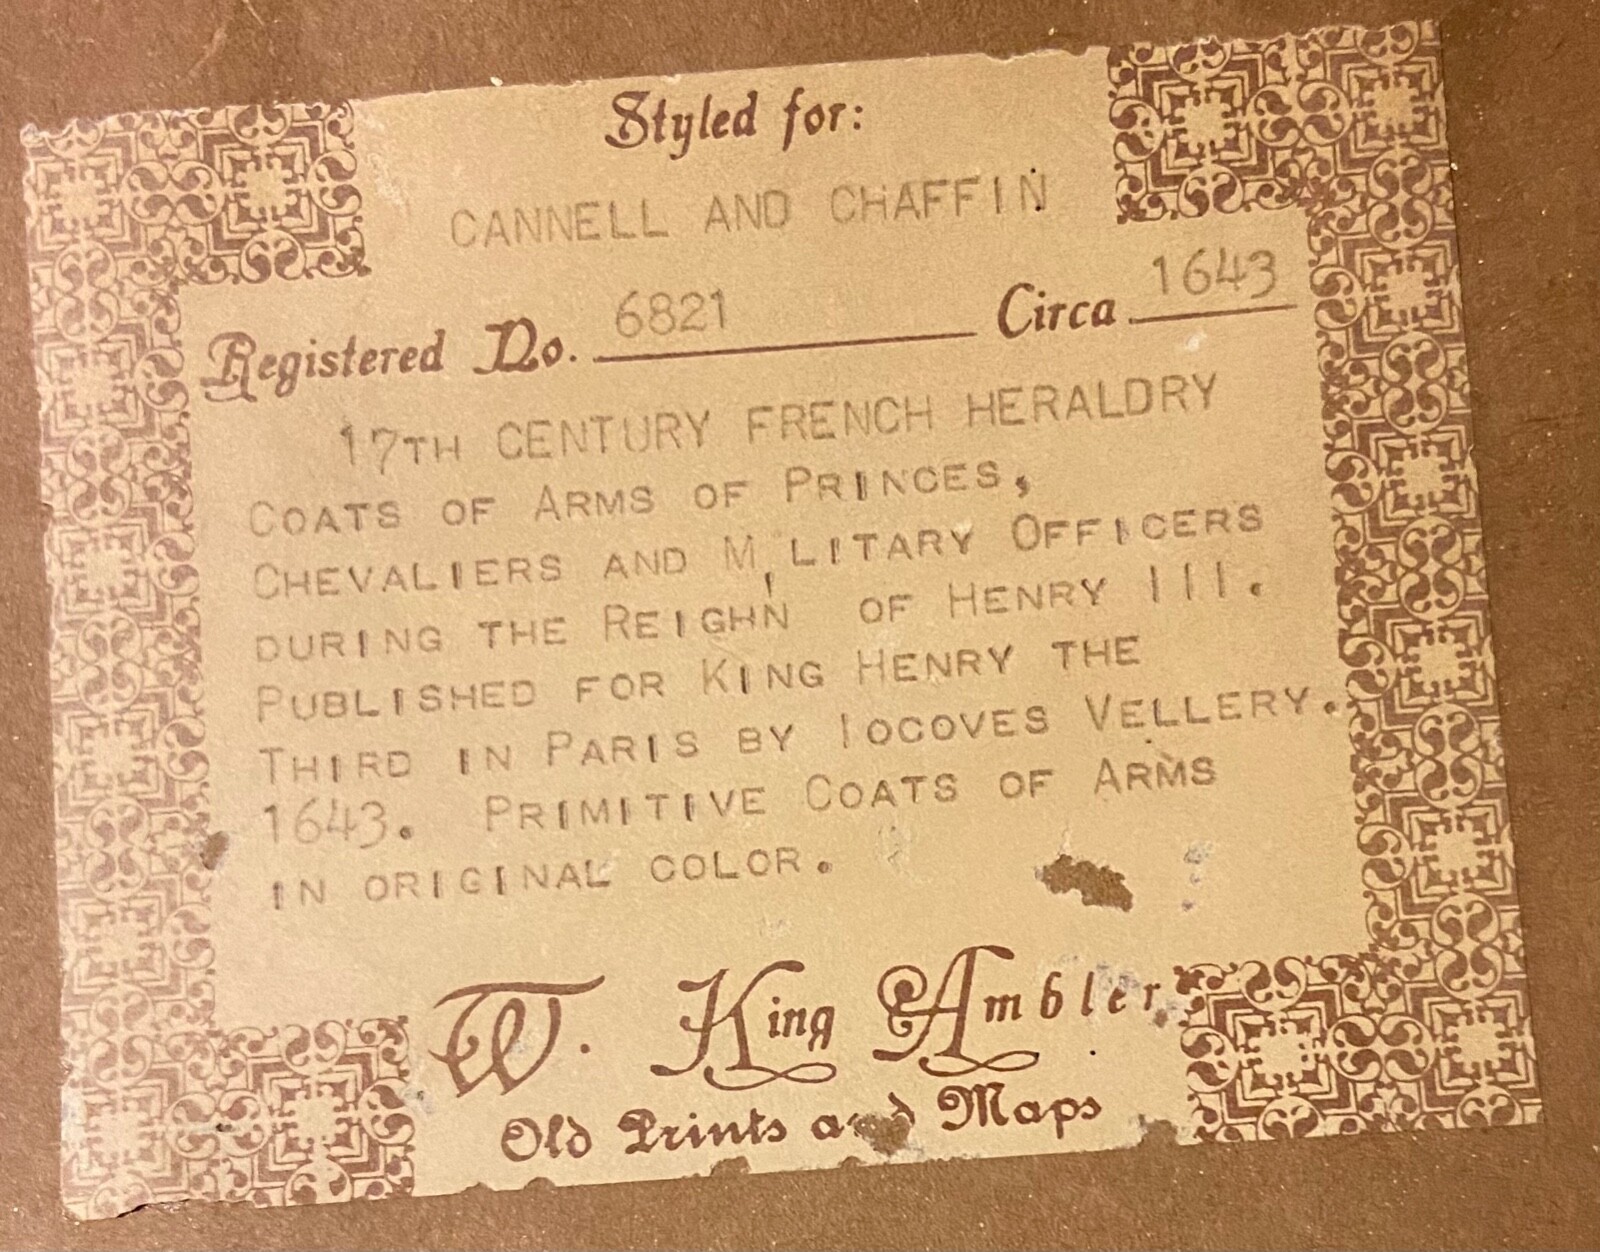 Styled for:
CANNELL AND CHAFFIN
Registered No. 6821 Circa 1643
17TH CENTURY FRENCH HERALDRY
COATS OF ARMS OF PRINCES,
CHEVALIERS AND MILITARY OFFICERS
DURING THE REIGHN OF HENRY III.
PUBLISHED FOR KING HENRY THE
THIRD IN PARIS BY IOCOVES VELLERY.
1643. PRIMITIVE COATS OF ARMS
IN ORIGINAL COLOR.
W. King Ambler
Old Prints and Maps